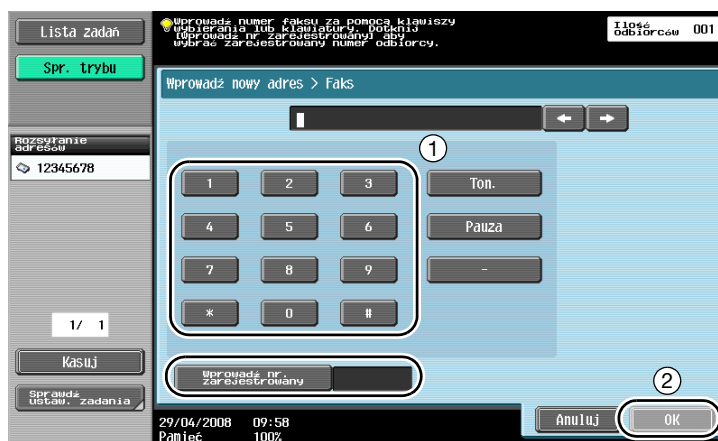 Lista zadań
Wprowadź numer faksu za pomocą klawiszy
wybierania lub klawiatury. Dotknij
[Wprowadź nr zarejestrowany] aby
wybrać zarejestrowany numer odbiorcy.
Ilość
odbiorców 001
Spr. trybu
Wprowadź nowy adres > Faks
Rozsyłanie
adresów
12345678
1
1 2 3 Ton.
4 5 6 Pauza
7 8 9 -
* 0 #
1/ 1
Kasuj
Wprowadź nr.
zarejestrowany
2
Sprawdź
ustaw. zadania
Anuluj OK
29/04/2008 09:58
Pamięć 100%